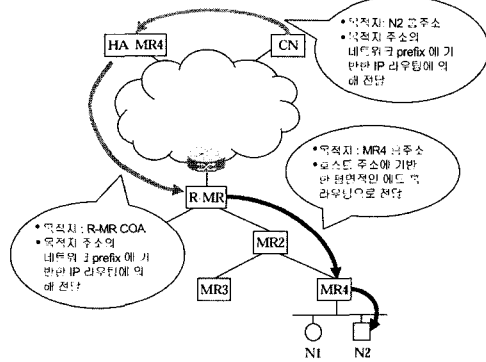 HA_MR4
CN
• 목적지: N2 홈주소
• 목적지 주소의
네트워크 prefix 에 기
반한 IP 라우팅에 의
해 전달
• 목적지: MR4 홈주소
• 호스트 주소에 기반
한 평면적인 애드 혹
라우팅으로 전달
R-MR
• 목적지 : R-MR COA
• 목적지 주소의
네트워크 prefix 에 기
반한 IP 라우팅에 의
해 전달
MR2
MR3
MR4
N1
N2